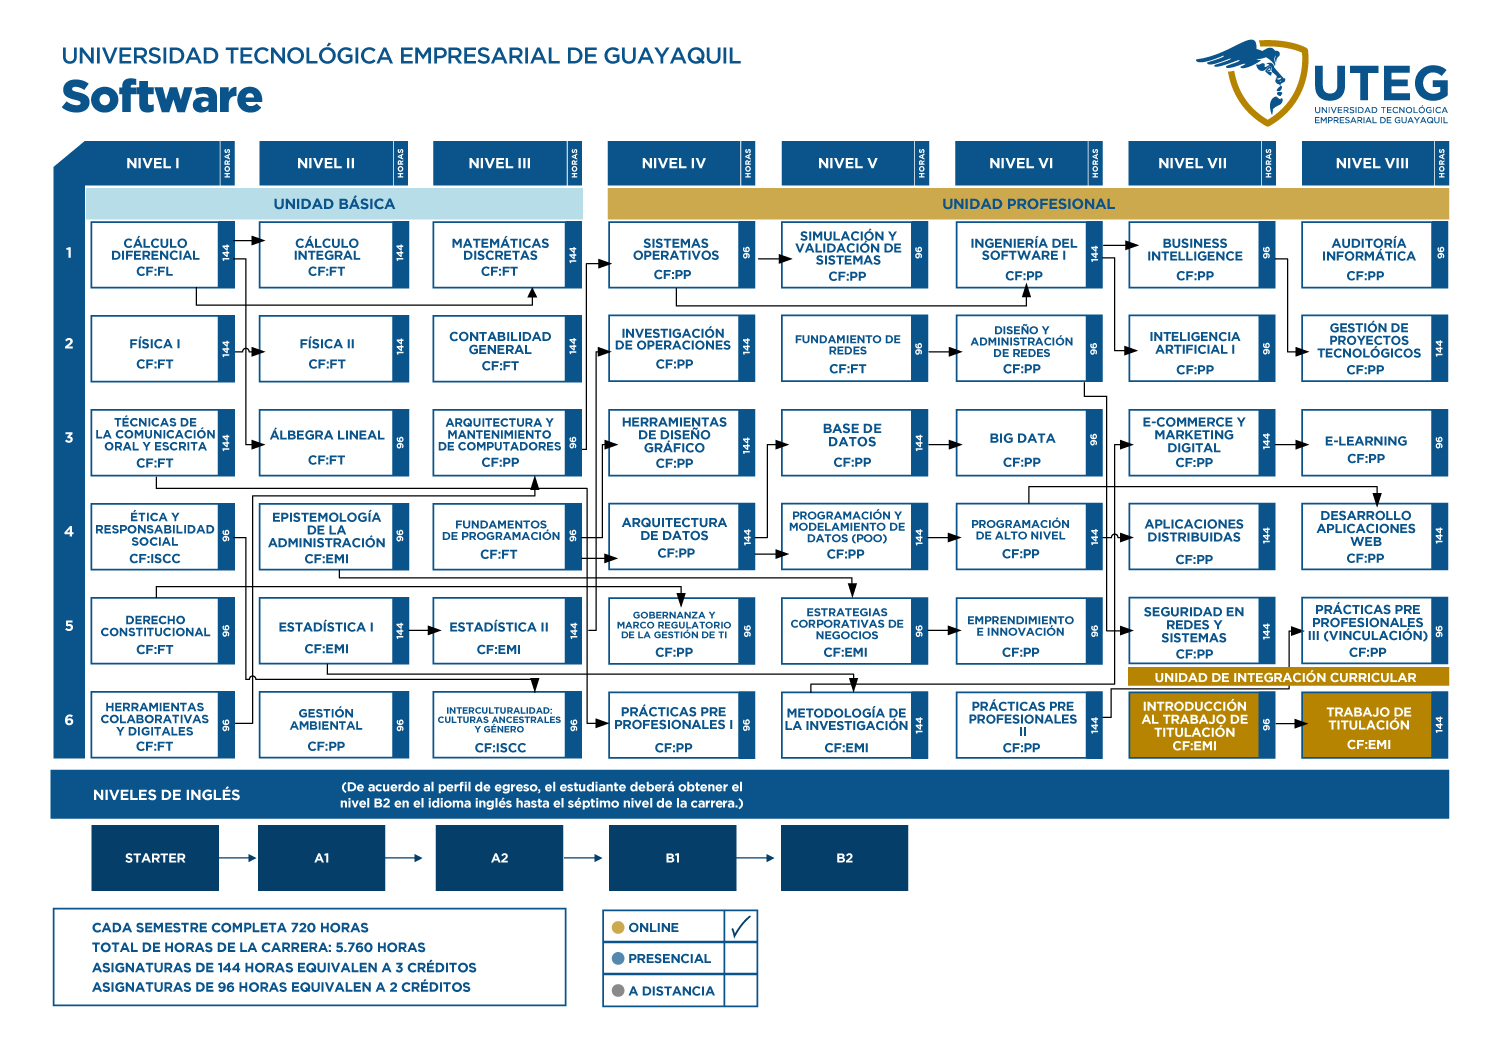 UNIVERSIDAD TECNOLÓGICA EMPRESARIAL DE GUAYAQUIL
Software
UTEG
UNIVERSIDAD TECNOLÓGICA
EMPRESARIAL DE GUAYAQUIL
NIVEL I HORAS NIVEL II HORAS NIVEL III HORAS NIVEL IV HORAS NIVEL V HORAS NIVEL VI HORAS NIVEL VII HORAS NIVEL VIII HORAS
UNIDAD BÁSICA
UNIDAD PROFESIONAL
1
CÁLCULO
DIFERENCIAL
CF:FL
144
CÁLCULO
INTEGRAL
CF:FT
144
MATEMÁTICAS
DISCRETAS
CF:FT
144
SISTEMAS
OPERATIVOS
CF:PP
96
SIMULACIÓN Y
VALIDACIÓN DE
SISTEMAS
CF:PP
96
INGENIERÍA DEL
SOFTWARE I
CF:PP
144
BUSINESS
INTELLIGENCE
CF:PP
96
AUDITORÍA
INFORMÁTICA
CF:PP
96
2
FÍSICA I
CF:FT
144
FÍSICA II
CF:FT
144
CONTABILIDAD
GENERAL
CF:FT
144
INVESTIGACIÓN
DE OPERACIONES
CF:PP
144
FUNDAMENTO DE
REDES
CF:FT
96
DISEÑO Y
ADMINISTRACIÓN
DE REDES
CF:PP
96
INTELIGENCIA
ARTIFICIAL I
CF:PP
96
GESTIÓN DE
PROYECTOS
TECNOLÓGICOS
CF:PP
144
3
TÉCNICAS DE
LA COMUNICACIÓN
ORAL Y ESCRITA
CF:FT
144
ÁLBEGRA LINEAL
CF:FT
96
ARQUITECTURA Y
MANTENIMIENTO
DE COMPUTADORES
CF:PP
96
HERRAMIENTAS
DE DISEÑO
GRÁFICO
CF:PP
144
BASE DE
DATOS
CF:PP
144
BIG DATA
CF:PP
96
E-COMMERCE Y
MARKETING
DIGITAL
CF:PP
144
E-LEARNING
CF:PP
96
4
ÉTICA Y
RESPONSABILIDAD
SOCIAL
CF:ISCC
96
EPISTEMOLOGÍA
DE LA
ADMINISTRACIÓN
CF:EMI
96
FUNDAMENTOS
DE PROGRAMACIÓN
CF:FT
96
ARQUITECTURA
DE DATOS
CF:PP
144
PROGRAMACIÓN Y
MODELAMIENTO DE
DATOS (POO)
CF:PP
144
PROGRAMACIÓN
DE ALTO NIVEL
CF:PP
144
APLICACIONES
DISTRIBUIDAS
CF:PP
144
DESARROLLO
APLICACIONES
WEB
CF:PP
144
5
DERECHO
CONSTITUCIONAL
CF:FT
96
ESTADÍSTICA I
CF:EMI
144
ESTADÍSTICA II
CF:EMI
144
GOBERNANZA Y
MARCO REGULATORIO
DE LA GESTIÓN DE TI
CF:PP
96
ESTRATEGIAS
CORPORATIVAS DE
NEGOCIOS
CF:EMI
96
EMPRENDIMIENTO
E INNOVACIÓN
CF:PP
96
SEGURIDAD EN
REDES Y
SISTEMAS
CF:PP
144
PRÁCTICAS PRE
PROFESIONALES
III (VINCULACIÓN)
CF:PP
96
UNIDAD DE INTEGRACIÓN CURRICULAR
6
HERRAMIENTAS
COLABORATIVAS
Y DIGITALES
CF:FT
96
GESTIÓN
AMBIENTAL
CF:PP
96
INTERCULTURALIDAD:
CULTURAS ANCESTRALES
Y GÉNERO
CF:ISCC
96
PRÁCTICAS PRE
PROFESIONALES I
CF:PP
96
METODOLOGÍA DE
LA INVESTIGACIÓN
CF:EMI
144
PRÁCTICAS PRE
PROFESIONALES
II
CF:PP
144
INTRODUCCIÓN
AL TRABAJO DE
TITULACIÓN
CF:EMI
96
TRABAJO DE
TITULACIÓN
CF:EMI
144
NIVELES DE INGLÉS
(De acuerdo al perfil de egreso, el estudiante deberá obtener el
nivel B2 en el idioma inglés hasta el séptimo nivel de la carrera.)
STARTER A1 A2 B1 B2
CADA SEMESTRE COMPLETA 720 HORAS
TOTAL DE HORAS DE LA CARRERA: 5.760 HORAS
ASIGNATURAS DE 144 HORAS EQUIVALEN A 3 CRÉDITOS
ASIGNATURAS DE 96 HORAS EQUIVALEN A 2 CRÉDITOS
ONLINE
PRESENCIAL
A DISTANCIA